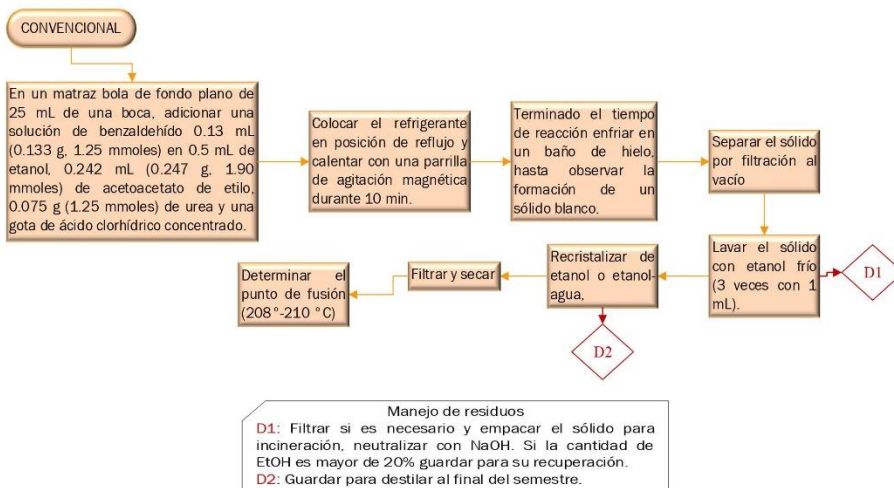 CONVENCIONAL
En un matraz bola de fondo plano de
25 mL de una boca, adicionar una
solución de benzaldehído 0.13 mL
(0.133 g, 1.25 mmoles) en 0.5 mL de
etanol, 0.242 mL (0.247 g, 1.90
mmoles) de acetoacetato de etilo,
0.075 g (1.25 mmoles) de urea y una
gota de ácido clorhídrico concentrado.
Colocar el refrigerante
en posición de reflujo y
calentar con una parrilla
de agitación magnética
durante 10 min.
Terminado el tiempo
de reacción enfriar en
un baño de hielo,
hasta observar la
formación de un
sólido blanco.
Separar el sólido
por filtración al
vacío
Lavar el sólido
con etanol frío
(3 veces con 1
mL).
D1
Recristalizar de
etanol o etanol-
agua,
D2
Filtrar y secar
Determinar el
punto de fusión
(208°-210 °C)
Manejo de residuos
D1: Filtrar si es necesario y empacar el sólido para
incineración, neutralizar con NaOH. Si la cantidad de
EtOH es mayor de 20% guardar para su recuperación.
D2: Guardar para destilar al final del semestre.